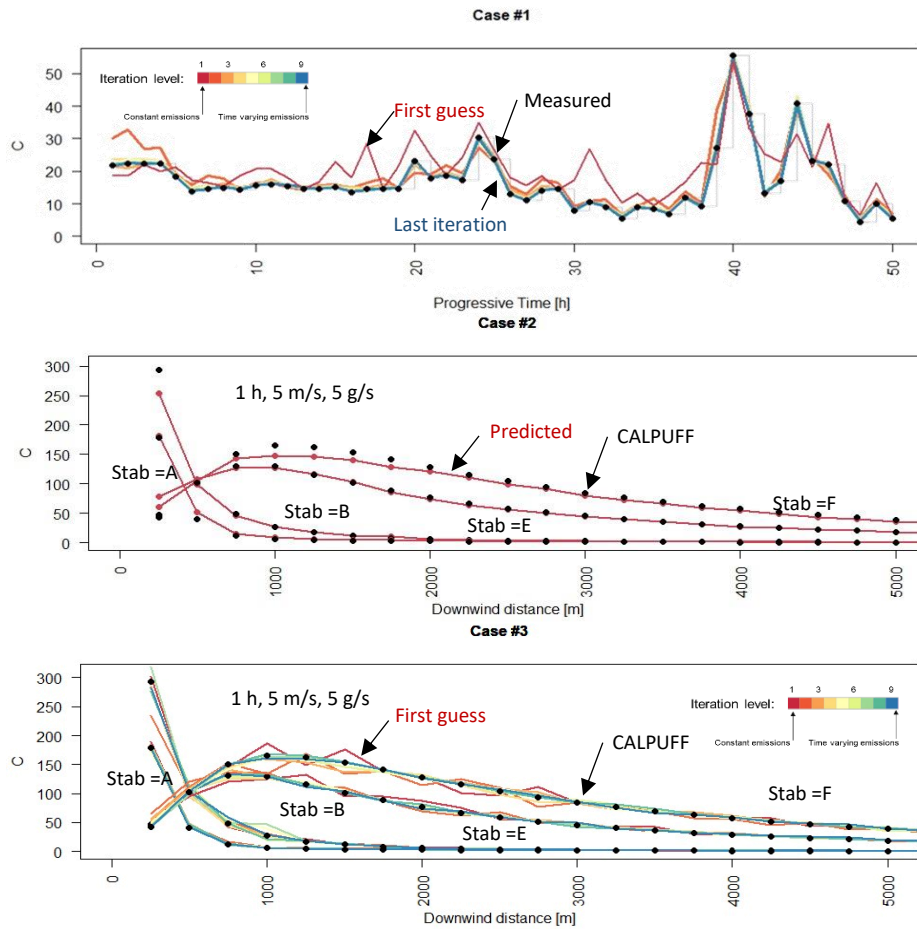 Case #1
Iteration level: 1 3 6 9
Constant emissions Time varying emissions
First guess
Measured
Last iteration
C
50
40
30
20
10
0
0 10 20 30 40 50
Progressive Time [h]
Case #2
1 h, 5 m/s, 5 g/s
Predicted
CALPUFF
Stab =A
Stab =B
Stab =E
Stab =F
C
300
250
200
150
100
50
0
0 1000 2000 3000 4000 5000
Downwind distance [m]
Case #3
1 h, 5 m/s, 5 g/s
Iteration level: 1 3 6 9
Constant emissions Time varying emissions
First guess
CALPUFF
Stab =A
Stab =B
Stab =E
Stab =F
C
300
250
200
150
100
50
0
0 1000 2000 3000 4000 5000
Downwind distance [m]